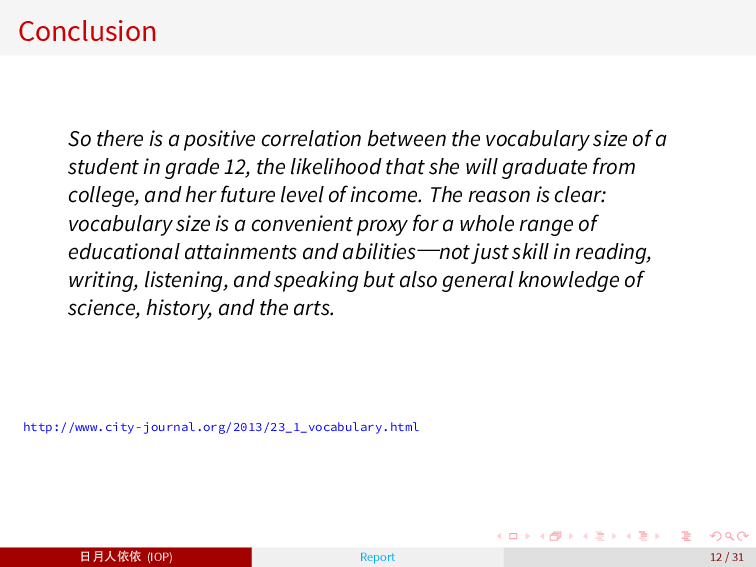 Conclusion
So there is a positive correlation between the vocabulary size of a
student in grade 12, the likelihood that she will graduate from
college, and her future level of income. The reason is clear:
vocabulary size is a convenient proxy for a whole range of
educational attainments and abilities—not just skill in reading,
writing, listening, and speaking but also general knowledge of
science, history, and the arts.
http://www.city-journal.org/2013/23_1_vocabulary.html
日月人依依 (IOP) Report 12 / 31